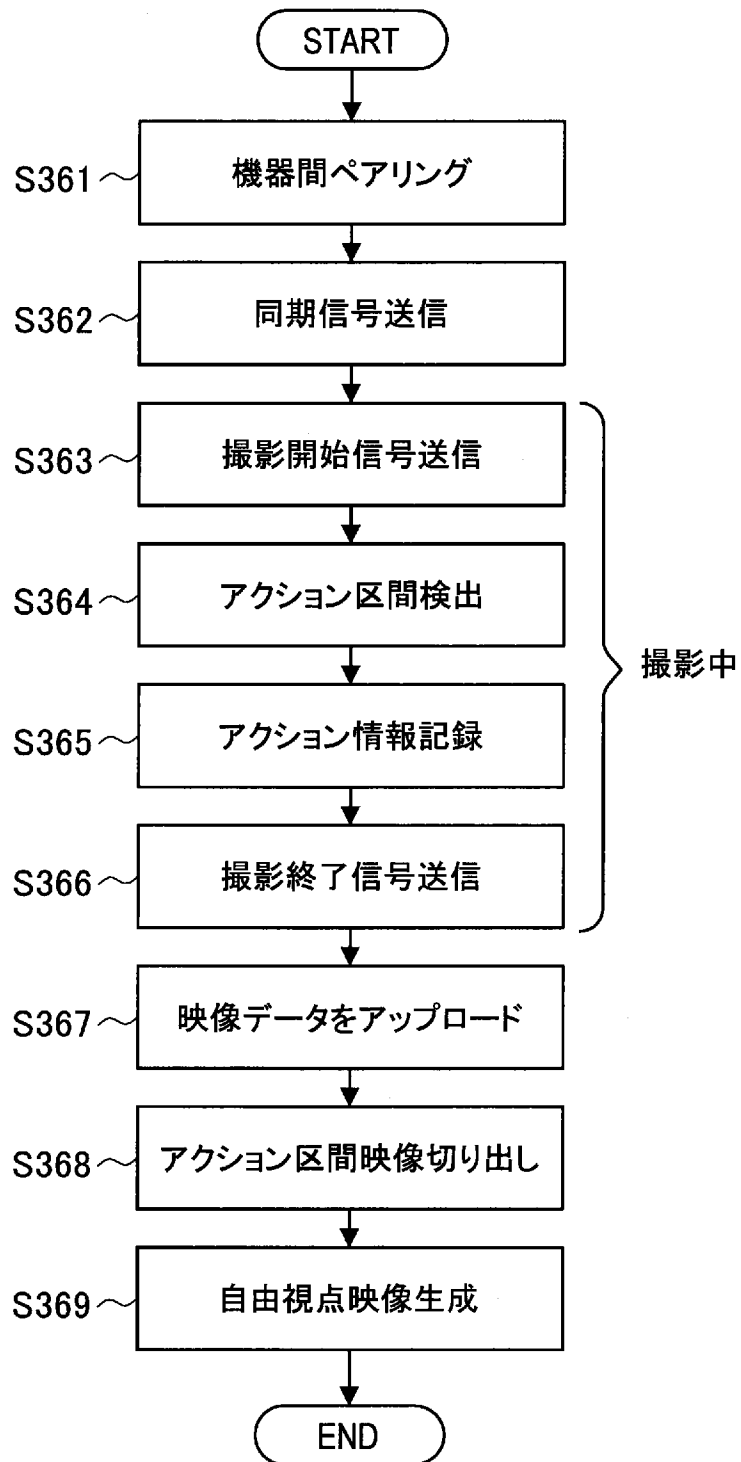 START
S361 機器間ペアリング
S362 同期信号送信
S363 撮影開始信号送信
S364 アクション区間検出
撮影中
S365 アクション情報記録
S366 撮影終了信号送信
S367 映像データをアップロード
S368 アクション区間映像切り出し
S369 自由視点映像生成
END